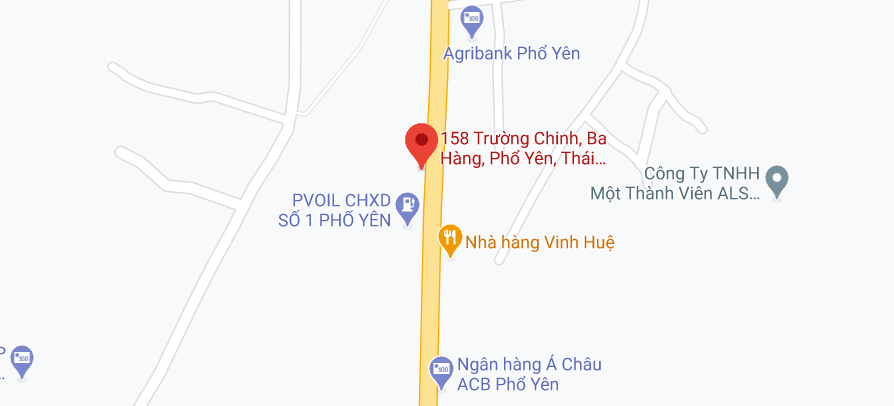 Agribank Phổ Yên
158 Trường Chinh, Ba
Hàng, Phổ Yên, Thái...
Công Ty TNHH
Một Thành Viên ALS...
PVOIL CHXD
SỐ 1 PHỔ YÊN
Nhà hàng Vinh Huệ
P
...
Ngân hàng Á Châu
ACB Phổ Yên